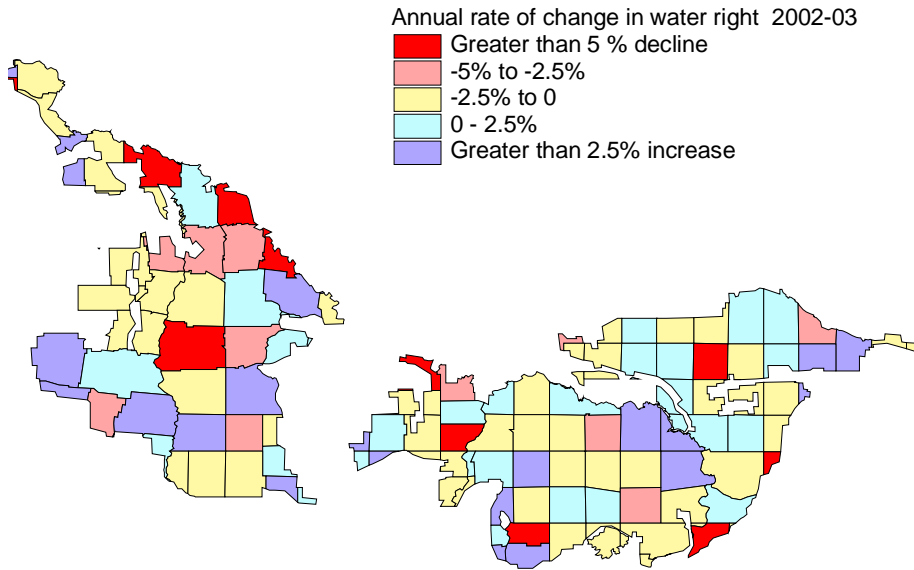 Annual rate of change in water right 2002-03
Greater than 5 % decline
-5% to -2.5%
-2.5% to 0
0 - 2.5%
Greater than 2.5% increase